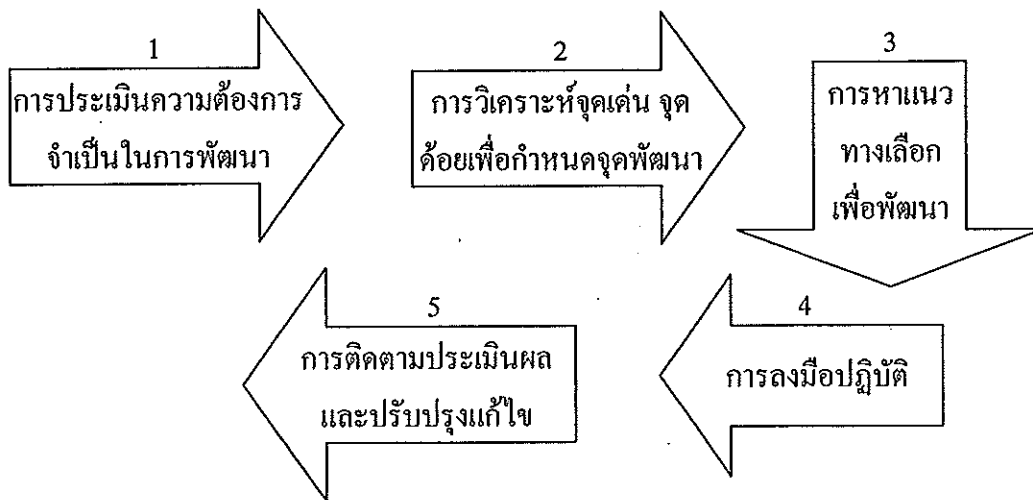 1
การประเมินความต้องการ
จำเป็นในการพัฒนา
2
การวิเคราะห์จุดเด่น จุด
ด้อยเพื่อกำหนดจุดพัฒนา
3
การหาแนว
ทางเลือก
เพื่อพัฒนา
4
การลงมือปฏิบัติ
5
การติดตามประเมินผล
และปรับปรุงแก้ไข